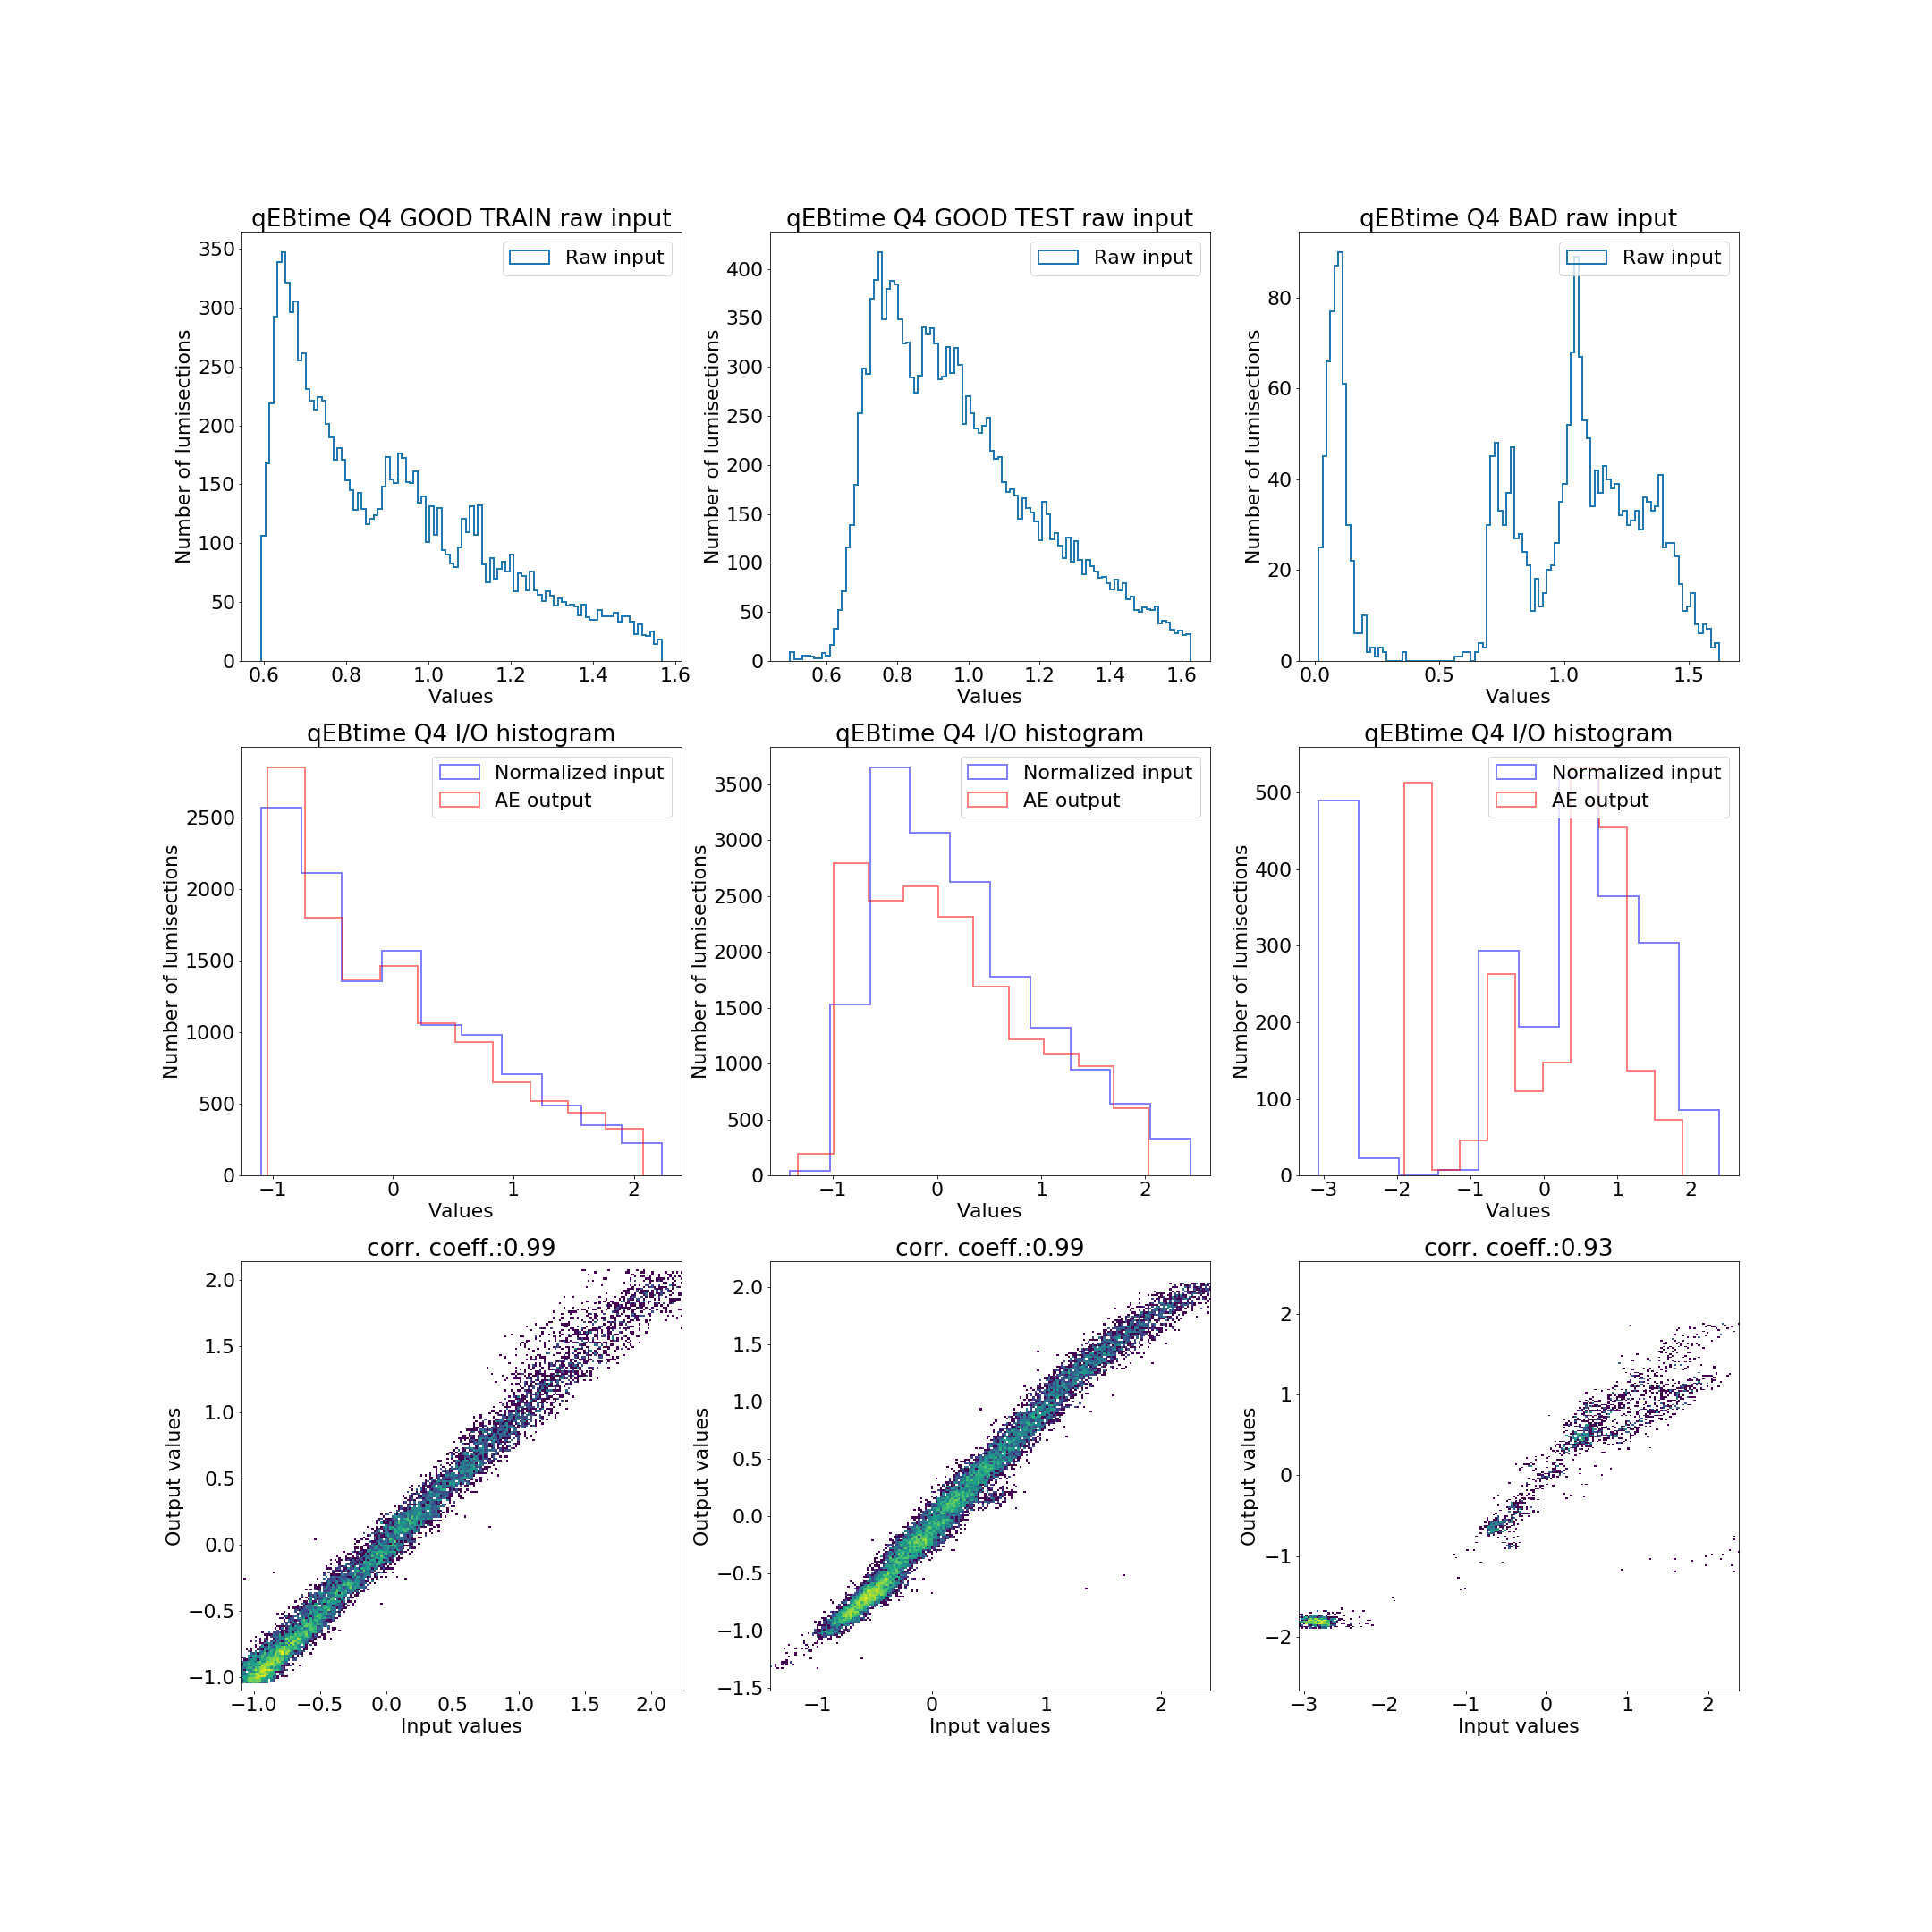 qEBtime Q4 GOOD TRAIN raw input
Raw input
Number of lumisections
350
300
250
200
150
100
50
0
0.6 0.8 1.0 1.2 1.4 1.6
Values
qEBtime Q4 GOOD TEST raw input
Raw input
Number of lumisections
400
350
300
250
200
150
100
50
0
0.6 0.8 1.0 1.2 1.4 1.6
Values
qEBtime Q4 BAD raw input
Raw input
Number of lumisections
80
60
40
20
0
0.0 0.5 1.0 1.5
Values
qEBtime Q4 I/O histogram
Normalized input
AE output
Number of lumisections
2500
2000
1500
1000
500
0
−1 0 1 2
Values
qEBtime Q4 I/O histogram
Normalized input
AE output
Number of lumisections
3500
3000
2500
2000
1500
1000
500
0
−1 0 1 2
Values
qEBtime Q4 I/O histogram
Normalized input
AE output
Number of lumisections
500
400
300
200
100
0
−3 −2 −1 0 1 2
Values
corr. coeff.:0.99
Output values
2.0
1.5
1.0
0.5
0.0
−0.5
−1.0
−1.0 −0.5 0.0 0.5 1.0 1.5 2.0
Input values
corr. coeff.:0.99
Output values
2.0
1.5
1.0
0.5
0.0
−0.5
−1.0
−1.5
−1 0 1 2
Input values
corr. coeff.:0.93
Output values
2
1
0
−1
−2
−3 −2 −1 0 1 2
Input values